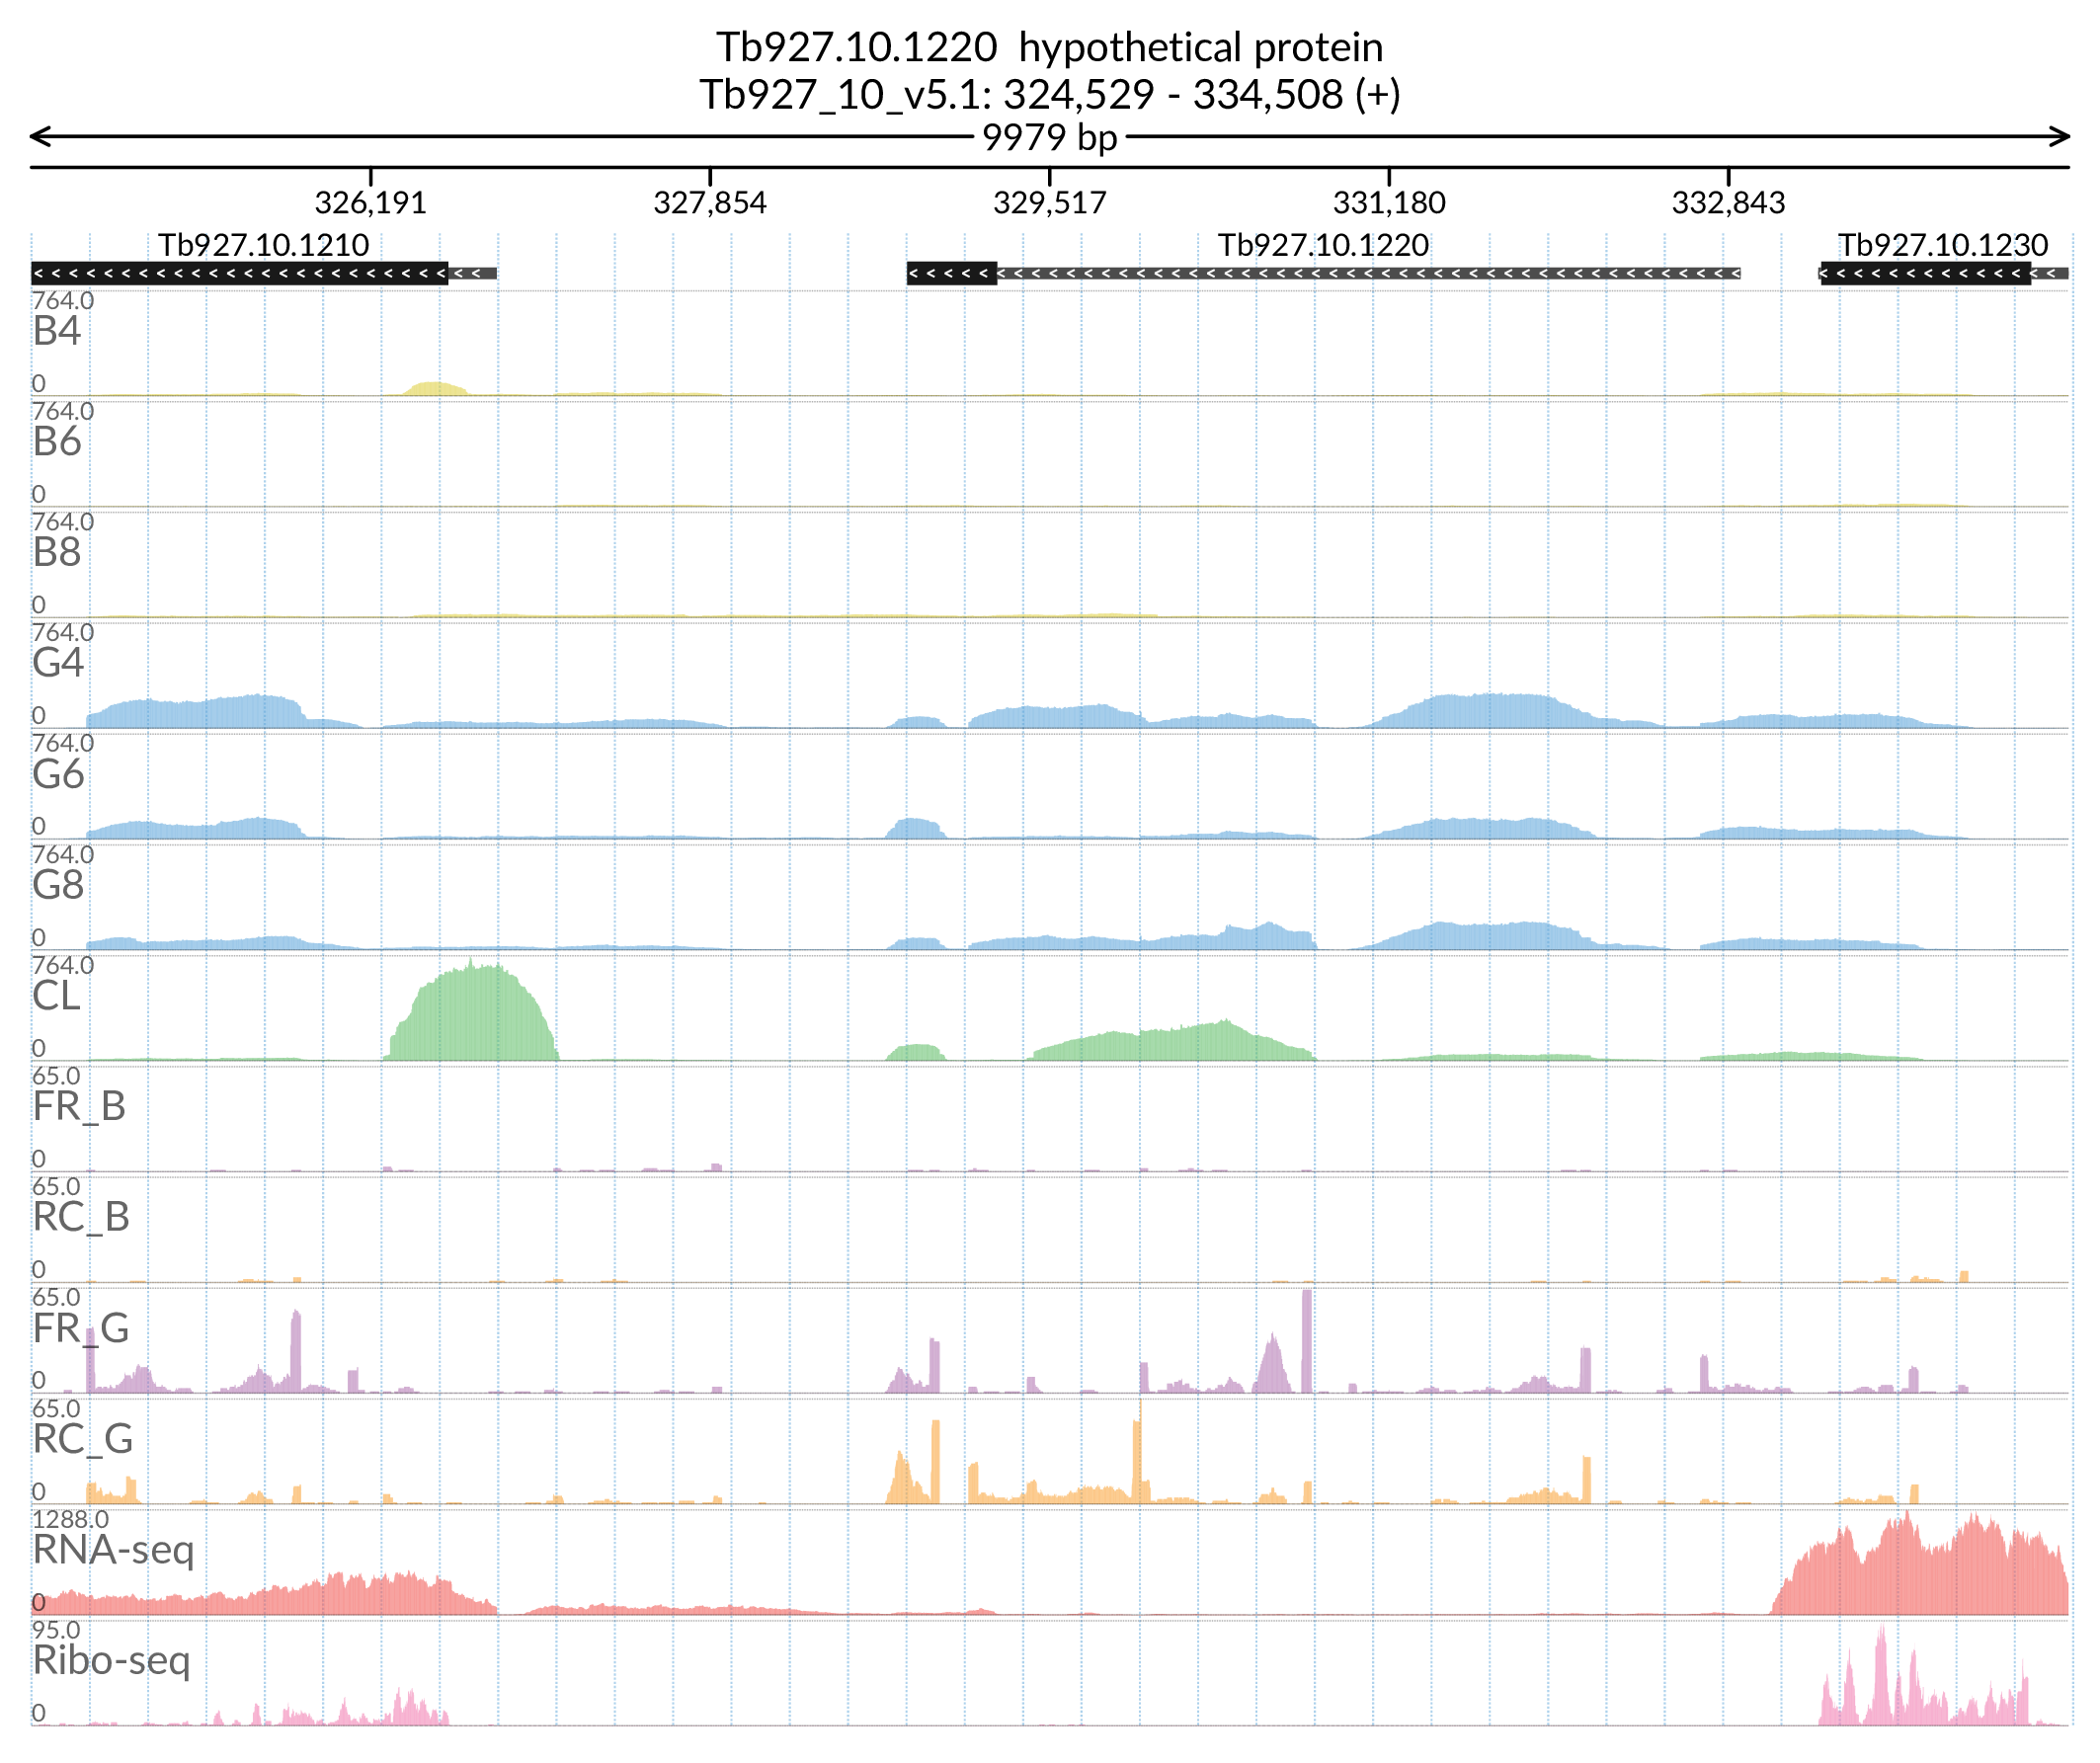 Tb927.10.1220 hypothetical protein
Tb927_10_v5.1: 324,529 - 334,508 (+)
9979 bp
326,191 327,854 329,517 331,180 332,843
Tb927.10.1210 Tb927.10.1220 Tb927.10.1230
764.0
B4
0
764.0
B6
0
764.0
B8
0
764.0
G4
0
764.0
G6
0
764.0
G8
0
764.0
CL
0
65.0
FR_B
0
65.0
RC_B
0
65.0
FR_G
0
65.0
RC_G
0
1288.0
RNA-seq
0
95.0
Ribo-seq
0